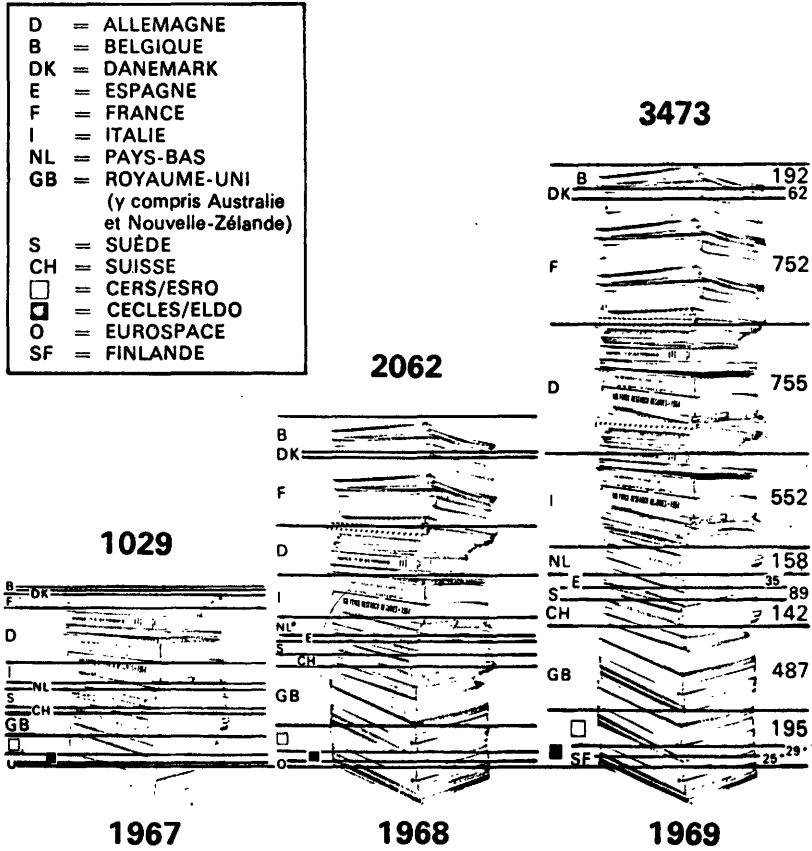 D = ALLEMAGNE
B = BELGIQUE
DK = DANEMARK
E = ESPAGNE
F = FRANCE
I = ITALIE
NL = PAYS-BAS
GB = ROYAUME-UNI
(y compris Australie
et Nouvelle-Zélande)
S = SUÈDE
CH = SUISSE
□ = CERS/ESRO
= CECLES/ELDO
O = EUROSPACE
SF = FINLANDE
1029
B
DK
F
D
I
NL
S
CH
GB
1967
2062
B
DK
F
D
I
NL
E
S
CH
GB
O
1968
3473
B 192
DK 62
F 752
D 755
I 552
NL 158
E 35
S 89
CH 142
GB 487
□ 195
■ 29
SF 25
1969